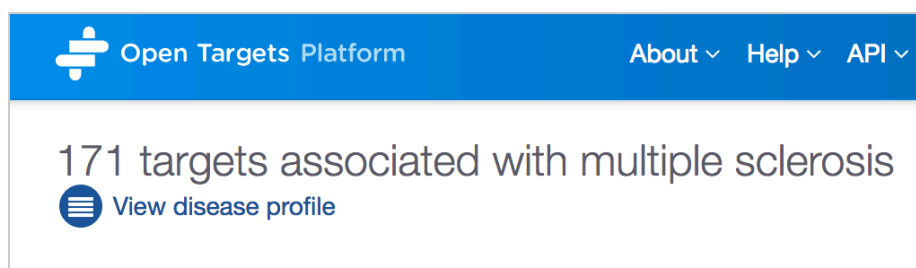 Open Targets Platform About Help API
171 targets associated with multiple sclerosis
View disease profile